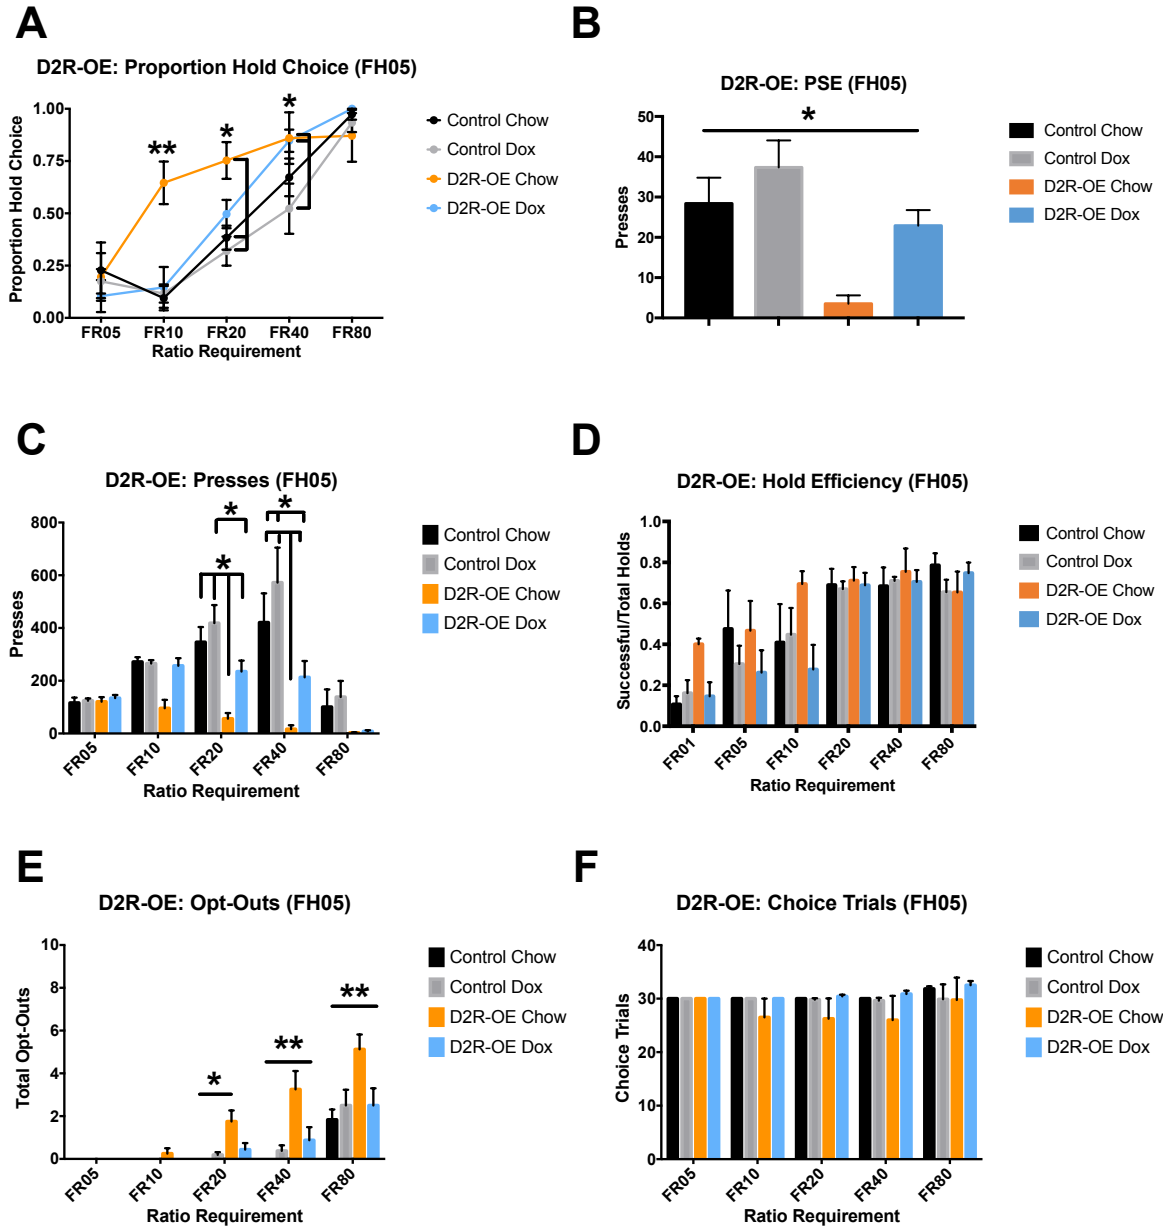 A
D2R-OE: Proportion Hold Choice (FH05)
Proportion Hold Choice
1.00
0.75
0.50
0.25
0.00
**
*
*
FR05 FR10 FR20 FR40 FR80
Ratio Requirement
Control Chow
Control Dox
D2R-OE Chow
D2R-OE Dox
B
D2R-OE: PSE (FH05)
Presses
50
40
30
20
10
0
*
Control Chow
Control Dox
D2R-OE Chow
D2R-OE Dox
C
D2R-OE: Presses (FH05)
Presses
800
600
400
200
0
*
*
*
FR05 FR10 FR20 FR40 FR80
Ratio Requirement
Control Chow
Control Dox
D2R-OE Chow
D2R-OE Dox
D
D2R-OE: Hold Efficiency (FH05)
Successful/Total Holds
1.0
0.8
0.6
0.4
0.2
0.0
FR01 FR05 FR10 FR20 FR40 FR80
Ratio Requirement
Control Chow
Control Dox
D2R-OE Chow
D2R-OE Dox
E
D2R-OE: Opt-Outs (FH05)
Total Opt-Outs
10
8
6
4
2
0
*
**
**
FR05 FR10 FR20 FR40 FR80
Ratio Requirement
Control Chow
Control Dox
D2R-OE Chow
D2R-OE Dox
F
D2R-OE: Choice Trials (FH05)
Choice Trials
40
30
20
10
0
FR05 FR10 FR20 FR40 FR80
Ratio Requirement
Control Chow
Control Dox
D2R-OE Chow
D2R-OE Dox